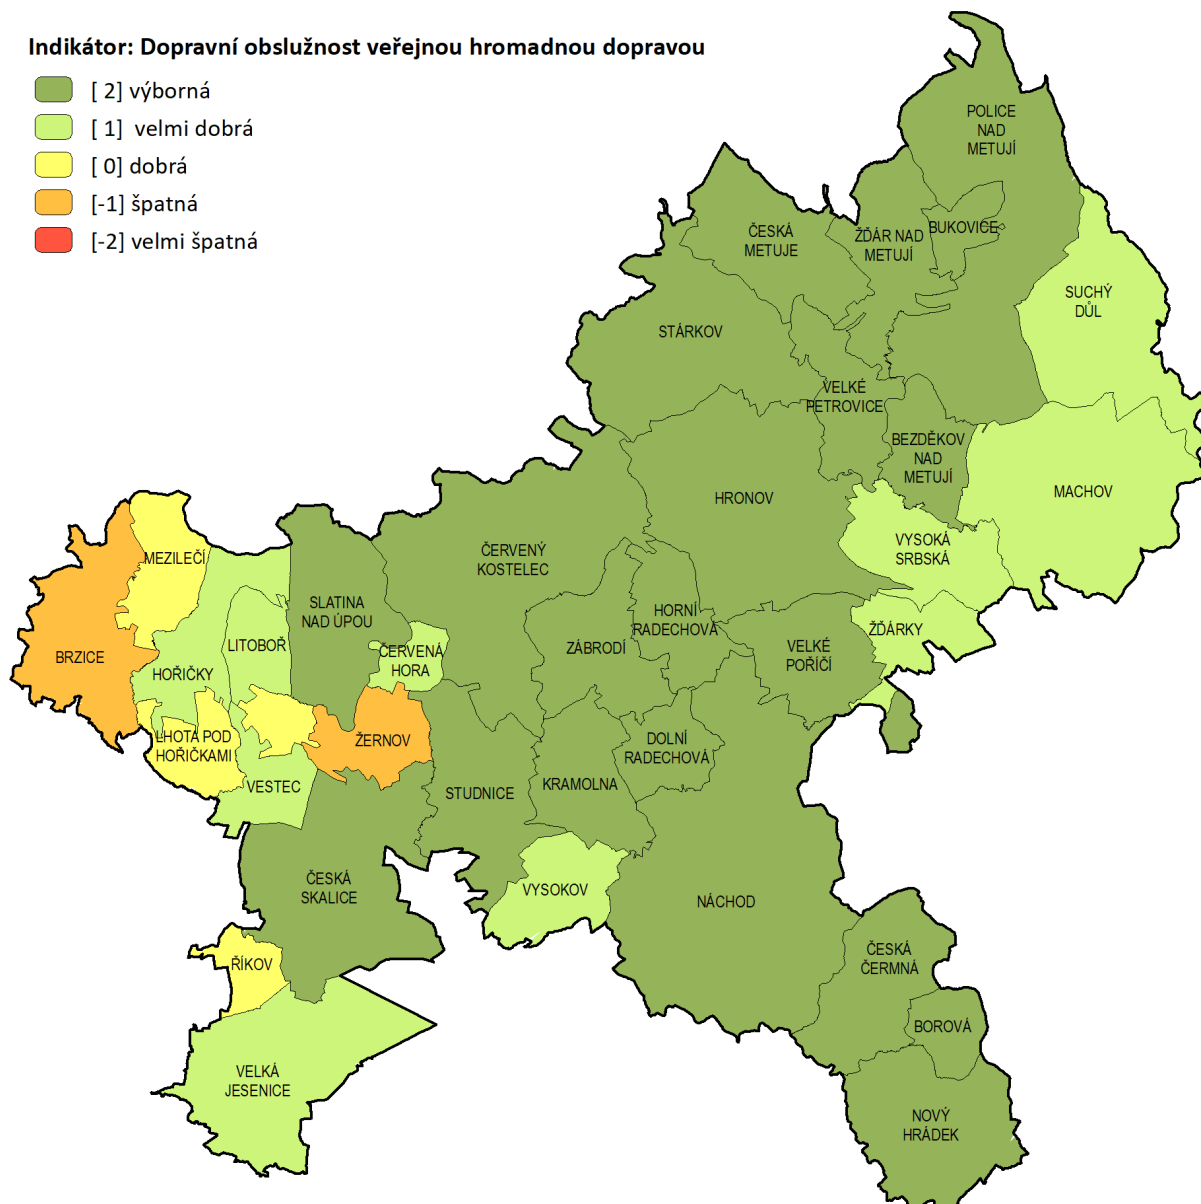 Indikátor: Dopravní obslužnost veřejnou hromadnou dopravou
[ 2] výborná
[ 1] velmi dobrá
[ 0] dobrá
[-1] špatná
[-2] velmi špatná
POLICE
NAD
METUJÍ
BUKOVICE
ČESKÁ
METUJE
ŽĎÁR NAD
METUJÍ
SUCHÝ
DŮL
STÁRKOV
VELKÉ
PETROVICE
BEZDĚKOV
NAD
METUJÍ
MACHOV
HRONOV
VYSOKÁ
SRBSKÁ
MEZILEČÍ
ČERVENÝ
KOSTELEC
SLATINA
NAD ÚPOU
HORNÍ
RADECHOVÁ
ŽĎÁRKY
LITOBOŘ
ZÁBRODÍ
VELKÉ
POŘÍČÍ
BRZICE
ČERVENÁ
HORA
HOŘIČKY
LHOTA POD
HOŘIČKAMI
ŽERNOV
DOLNÍ
RADECHOVÁ
VESTEC
STUDNICE
KRAMOLNA
ČESKÁ
SKALICE
VYSOKOV
NÁCHOD
ŘÍKOV
ČESKÁ
ČERMNÁ
BOROVÁ
VELKÁ
JESENICE
NOVÝ
HRÁDEK